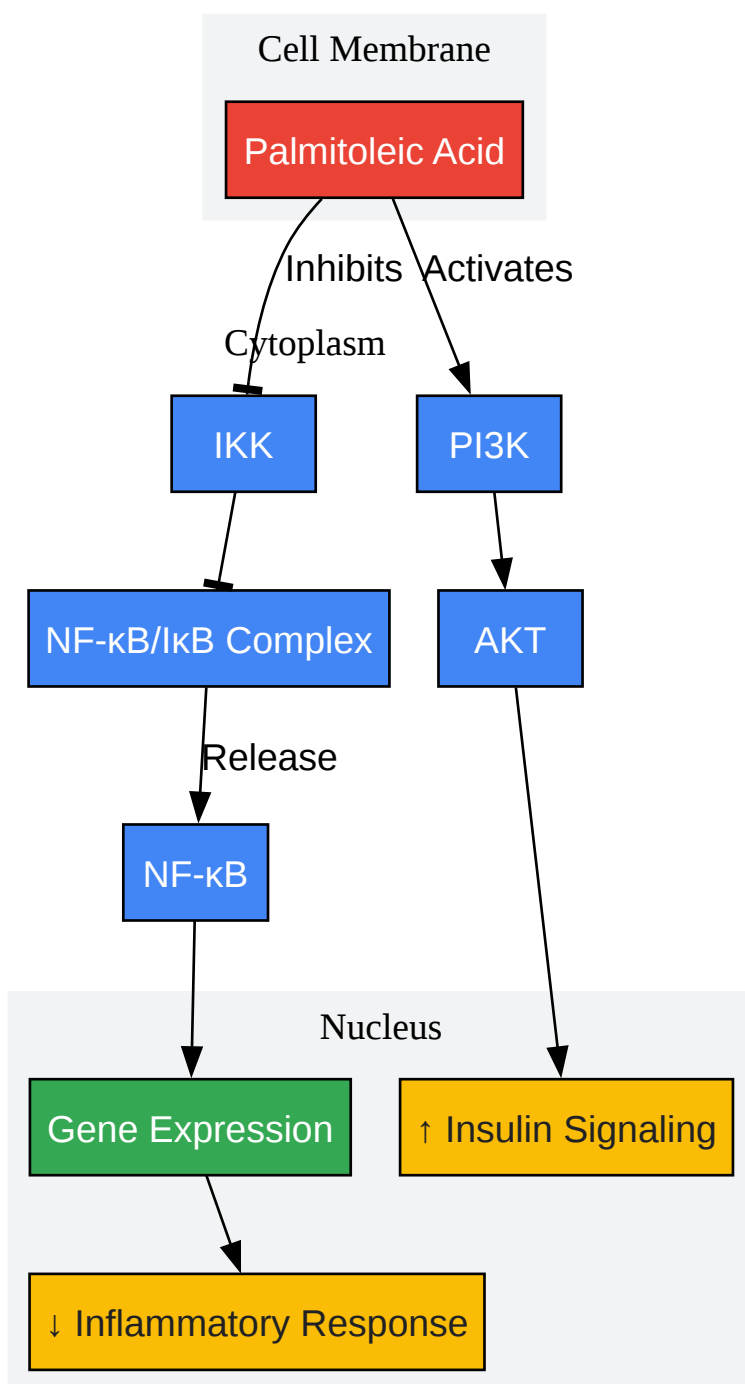 Cell Membrane
Palmitoleic Acid
Inhibits
Activates
Cytoplasm
IKK
PI3K
NF-κB/IκB Complex
AKT
Release
NF-κB
Nucleus
Gene Expression
↑ Insulin Signaling
↓ Inflammatory Response